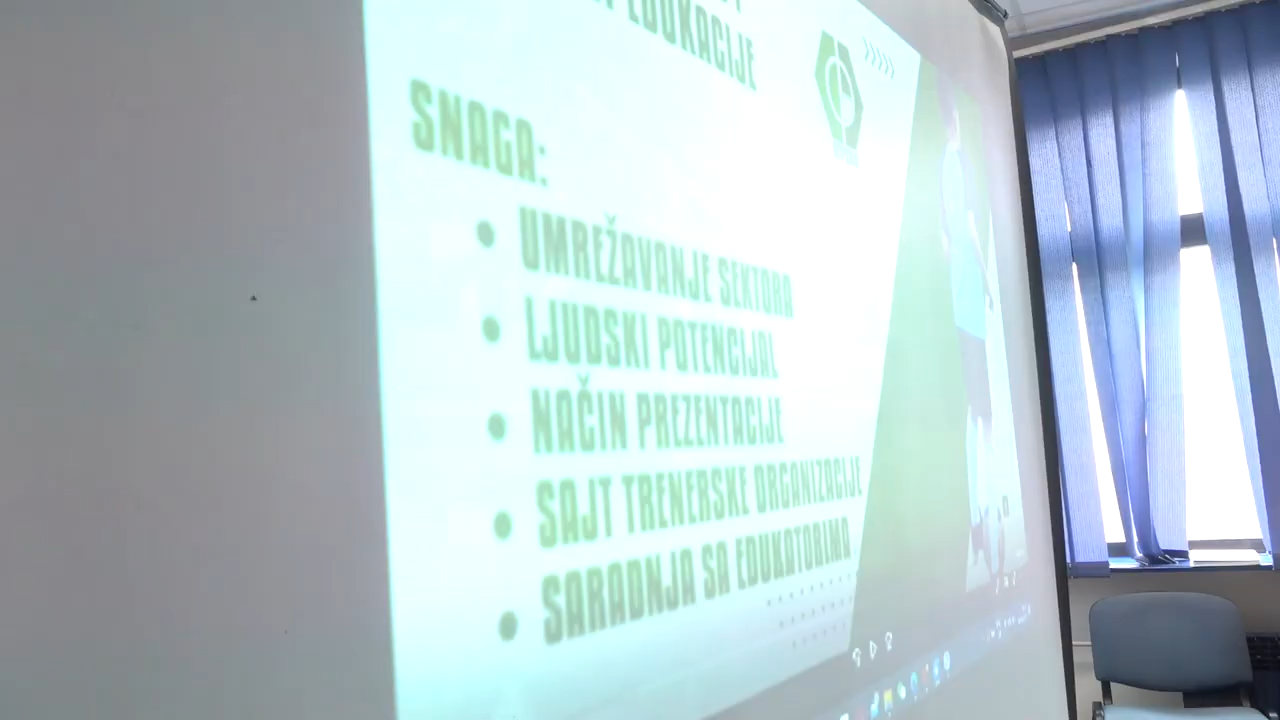 EDUKACIJE
SNAGA:
• UMREŽAVANJE SEKTORA
• LJUDSKI POTENCIJAL
• NAČIN PREZENTACIJE
• SAJT TRENERSKE ORGANIZACIJE
• SARADNJA SA EDUKATORIMA